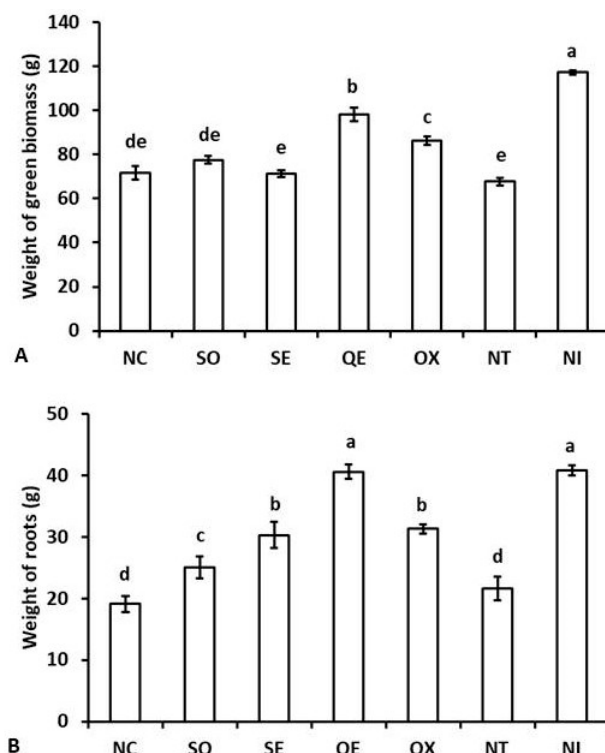 Weight of green biomass (g)
140
120
100
80
60
40
20
0
de
de
e
b
c
e
a
NC SO SE QE OX NT NI
A
Weight of roots (g)
50
40
30
20
10
0
d
c
b
a
b
d
a
NC SO SE QE OX NT NI
B